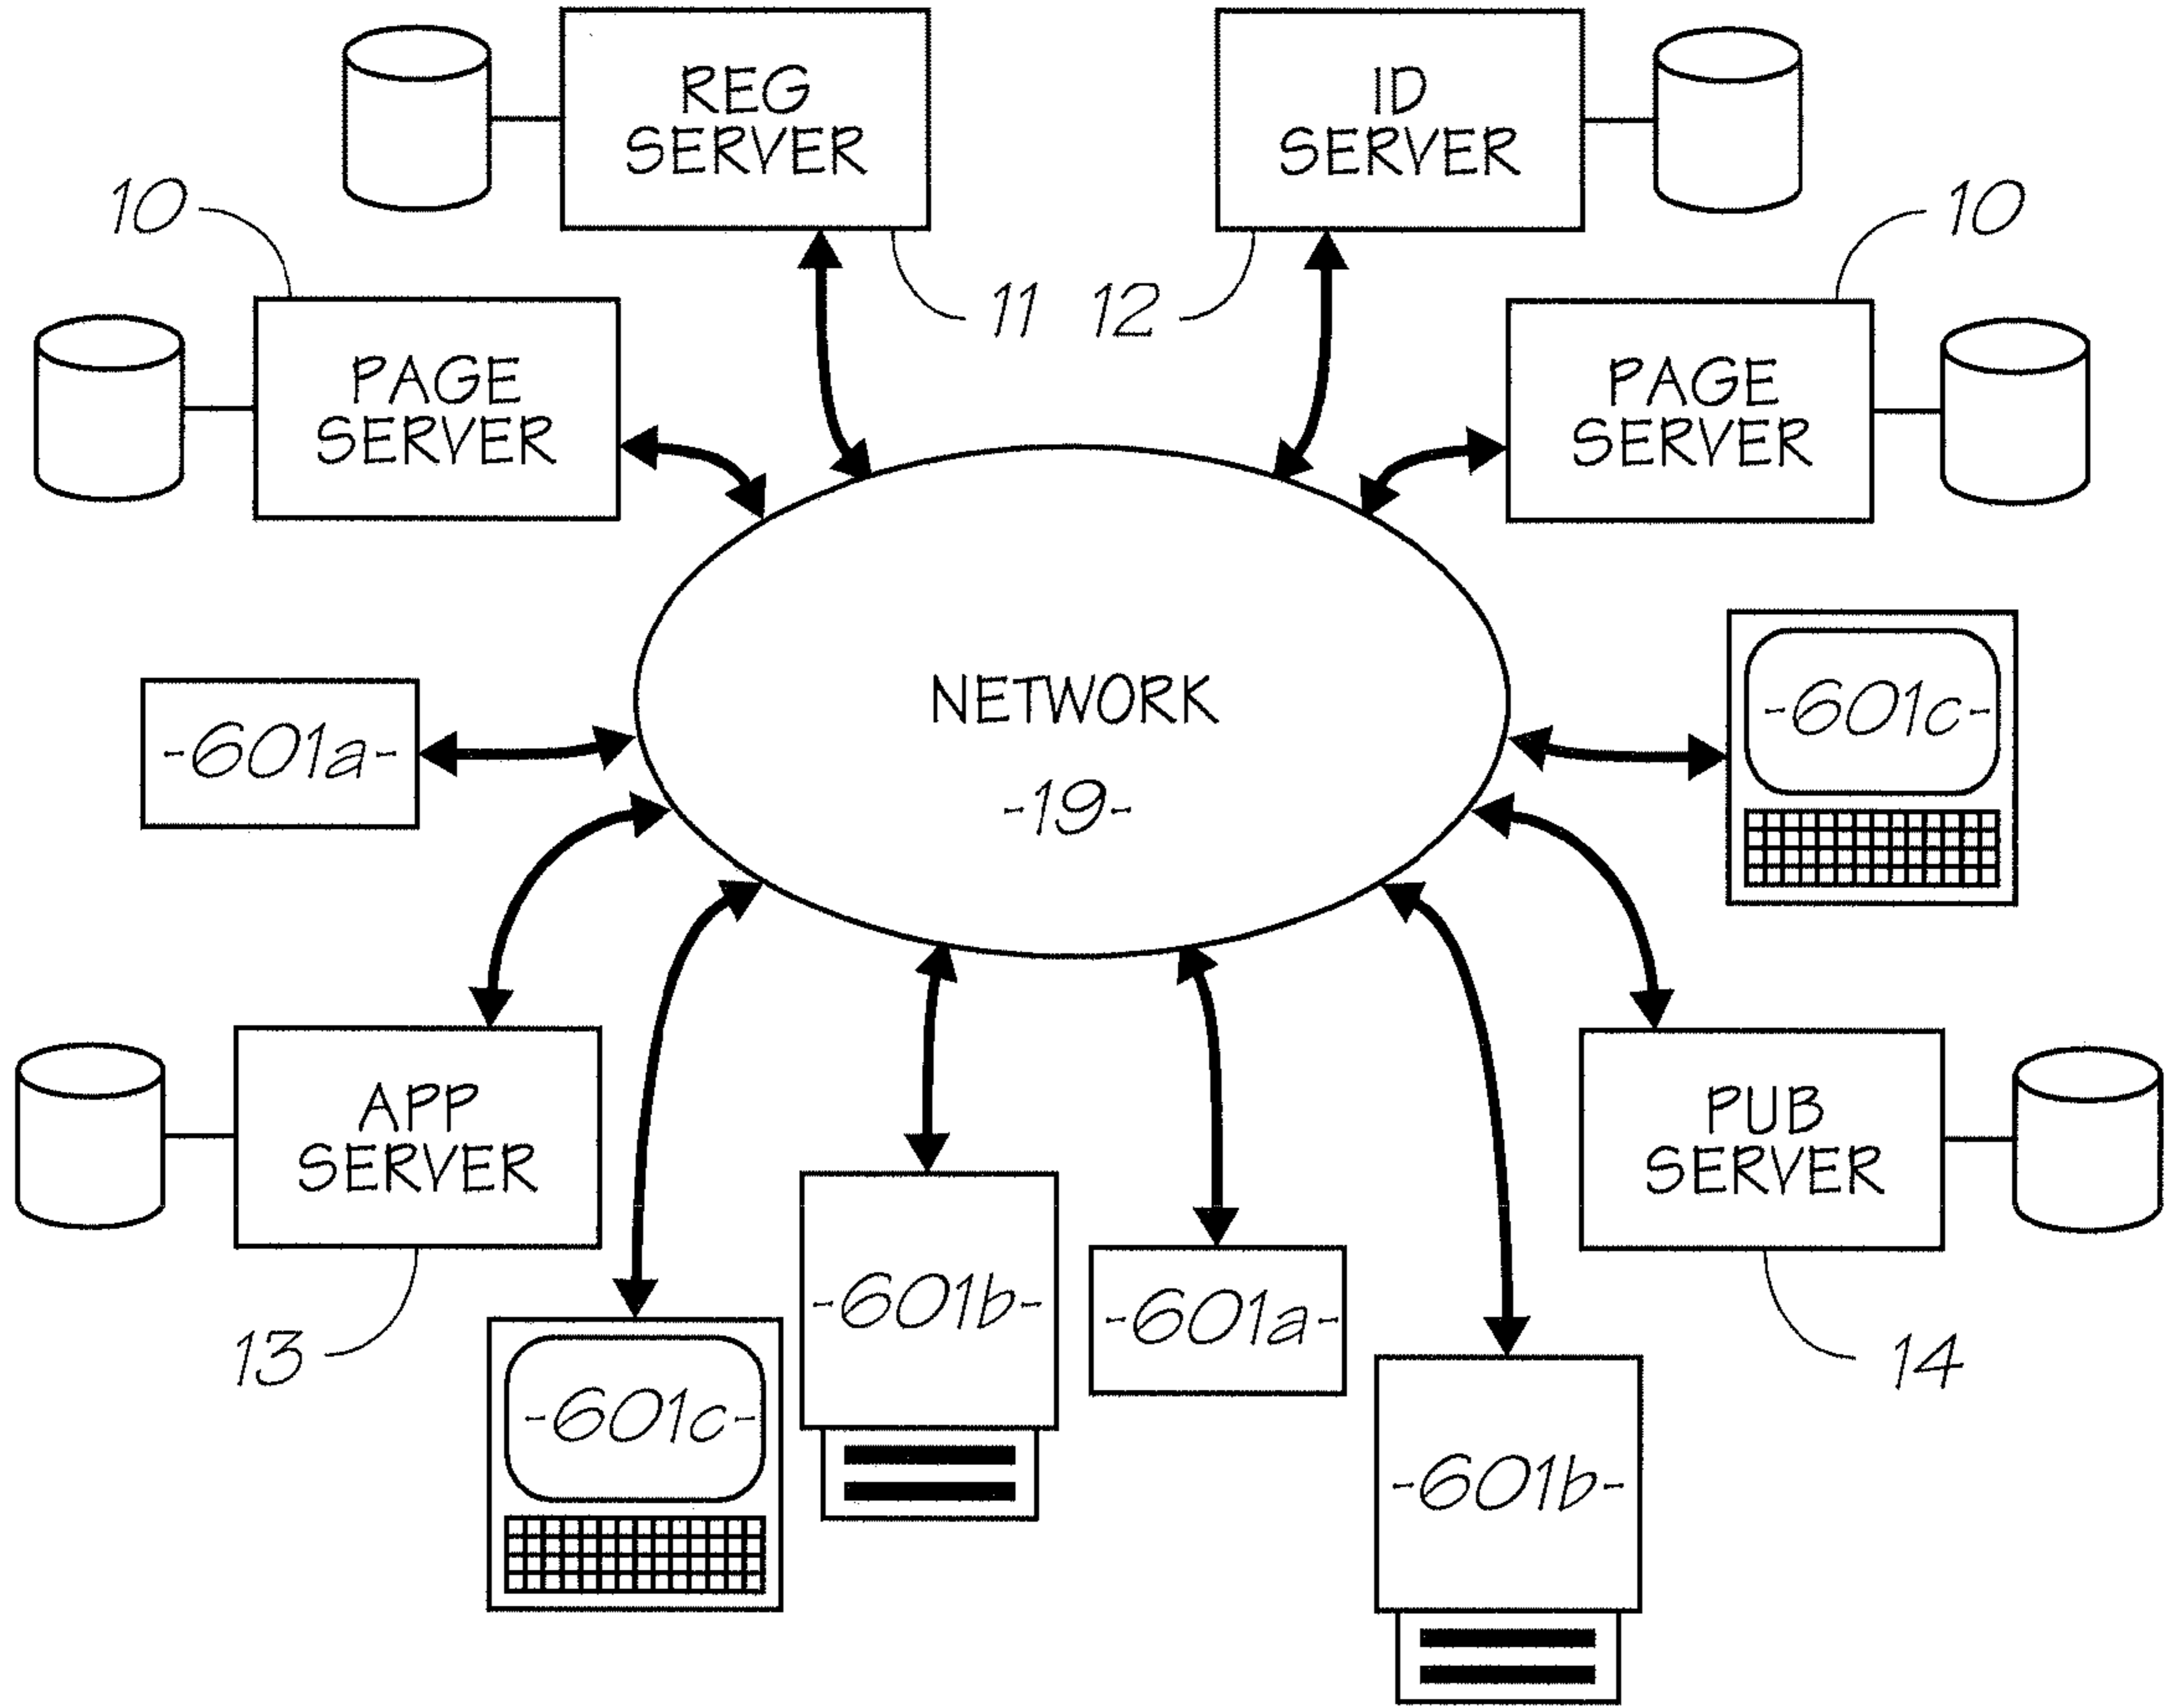 REG
SERVER
ID
SERVER
10
10
11
12
PAGE
SERVER
PAGE
SERVER
NETWORK
-19-
-601a-
-601c-
APP
SERVER
PUB
SERVER
13
14
-601b-
-601a-
-601c-
-601b-